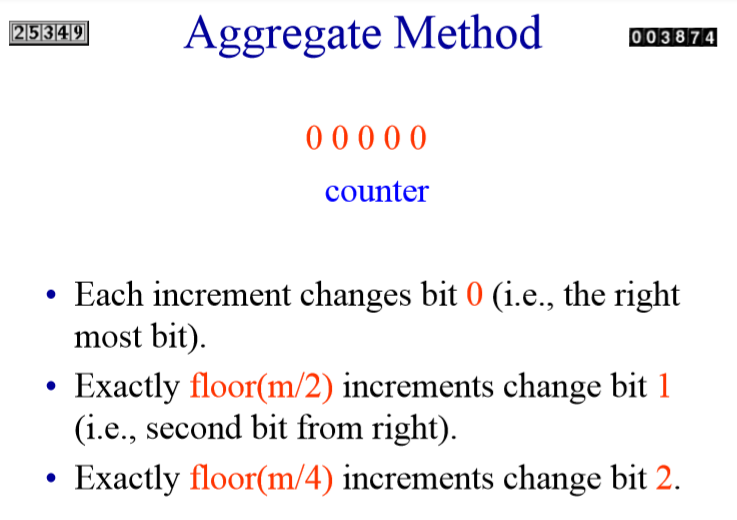 25349
Aggregate Method
003874
0 0 0 0 0
counter
• Each increment changes bit 0 (i.e., the right
most bit).
• Exactly floor(m/2) increments change bit 1
(i.e., second bit from right).
• Exactly floor(m/4) increments change bit 2.